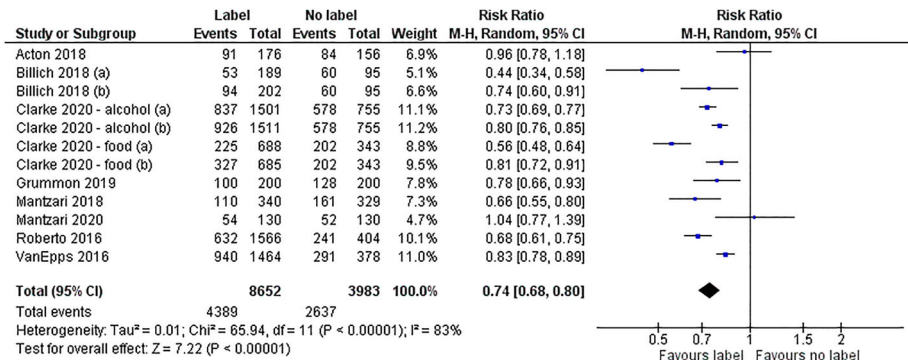 Label No label Risk Ratio Risk Ratio
Study or Subgroup Events Total Events Total Weight M-H, Random, 95% CI M-H, Random, 95% CI
Acton 2018 91 176 84 156 6.9% 0.96 [0.78, 1.18]
Billich 2018 (a) 53 189 60 95 5.2% 0.44 [0.34, 0.58]
Billich 2018 (b) 94 202 60 95 6.7% 0.74 [0.60, 0.91]
Clarke 2020 - alcohol (a) 837 1501 578 755 11.1% 0.73 [0.69, 0.77]
Clarke 2020 - alcohol (b) 926 1511 578 755 11.2% 0.80 [0.76, 0.85]
Clarke 2020 - food (a) 225 688 202 343 8.8% 0.56 [0.48, 0.64]
Clarke 2020 - food (b) 327 685 202 343 9.5% 0.81 [0.72, 0.91]
Grummon 2019 100 200 128 200 7.8% 0.78 [0.66, 0.93]
Mantzari 2018 110 340 161 329 7.2% 0.66 [0.55, 0.80]
Mantzari 2020 54 130 52 130 4.7% 1.04 [0.77, 1.39]
Roberto 2016 632 1566 241 404 10.1% 0.68 [0.61, 0.75]
VanEpps 2016 940 1464 291 378 11.0% 0.83 [0.78, 0.89]
Total (95% CI) 8652 3983 100.0% 0.74 [0.68, 0.80]
Total events 4389 2637
Heterogeneity: Tau² = 0.01; Chi² = 65.94, df = 11 (P < 0.00001); I² = 83%
Test for overall effect: Z = 7.22 (P < 0.00001)
0.5 0.7 1 1.5 2
Favours label Favours no label